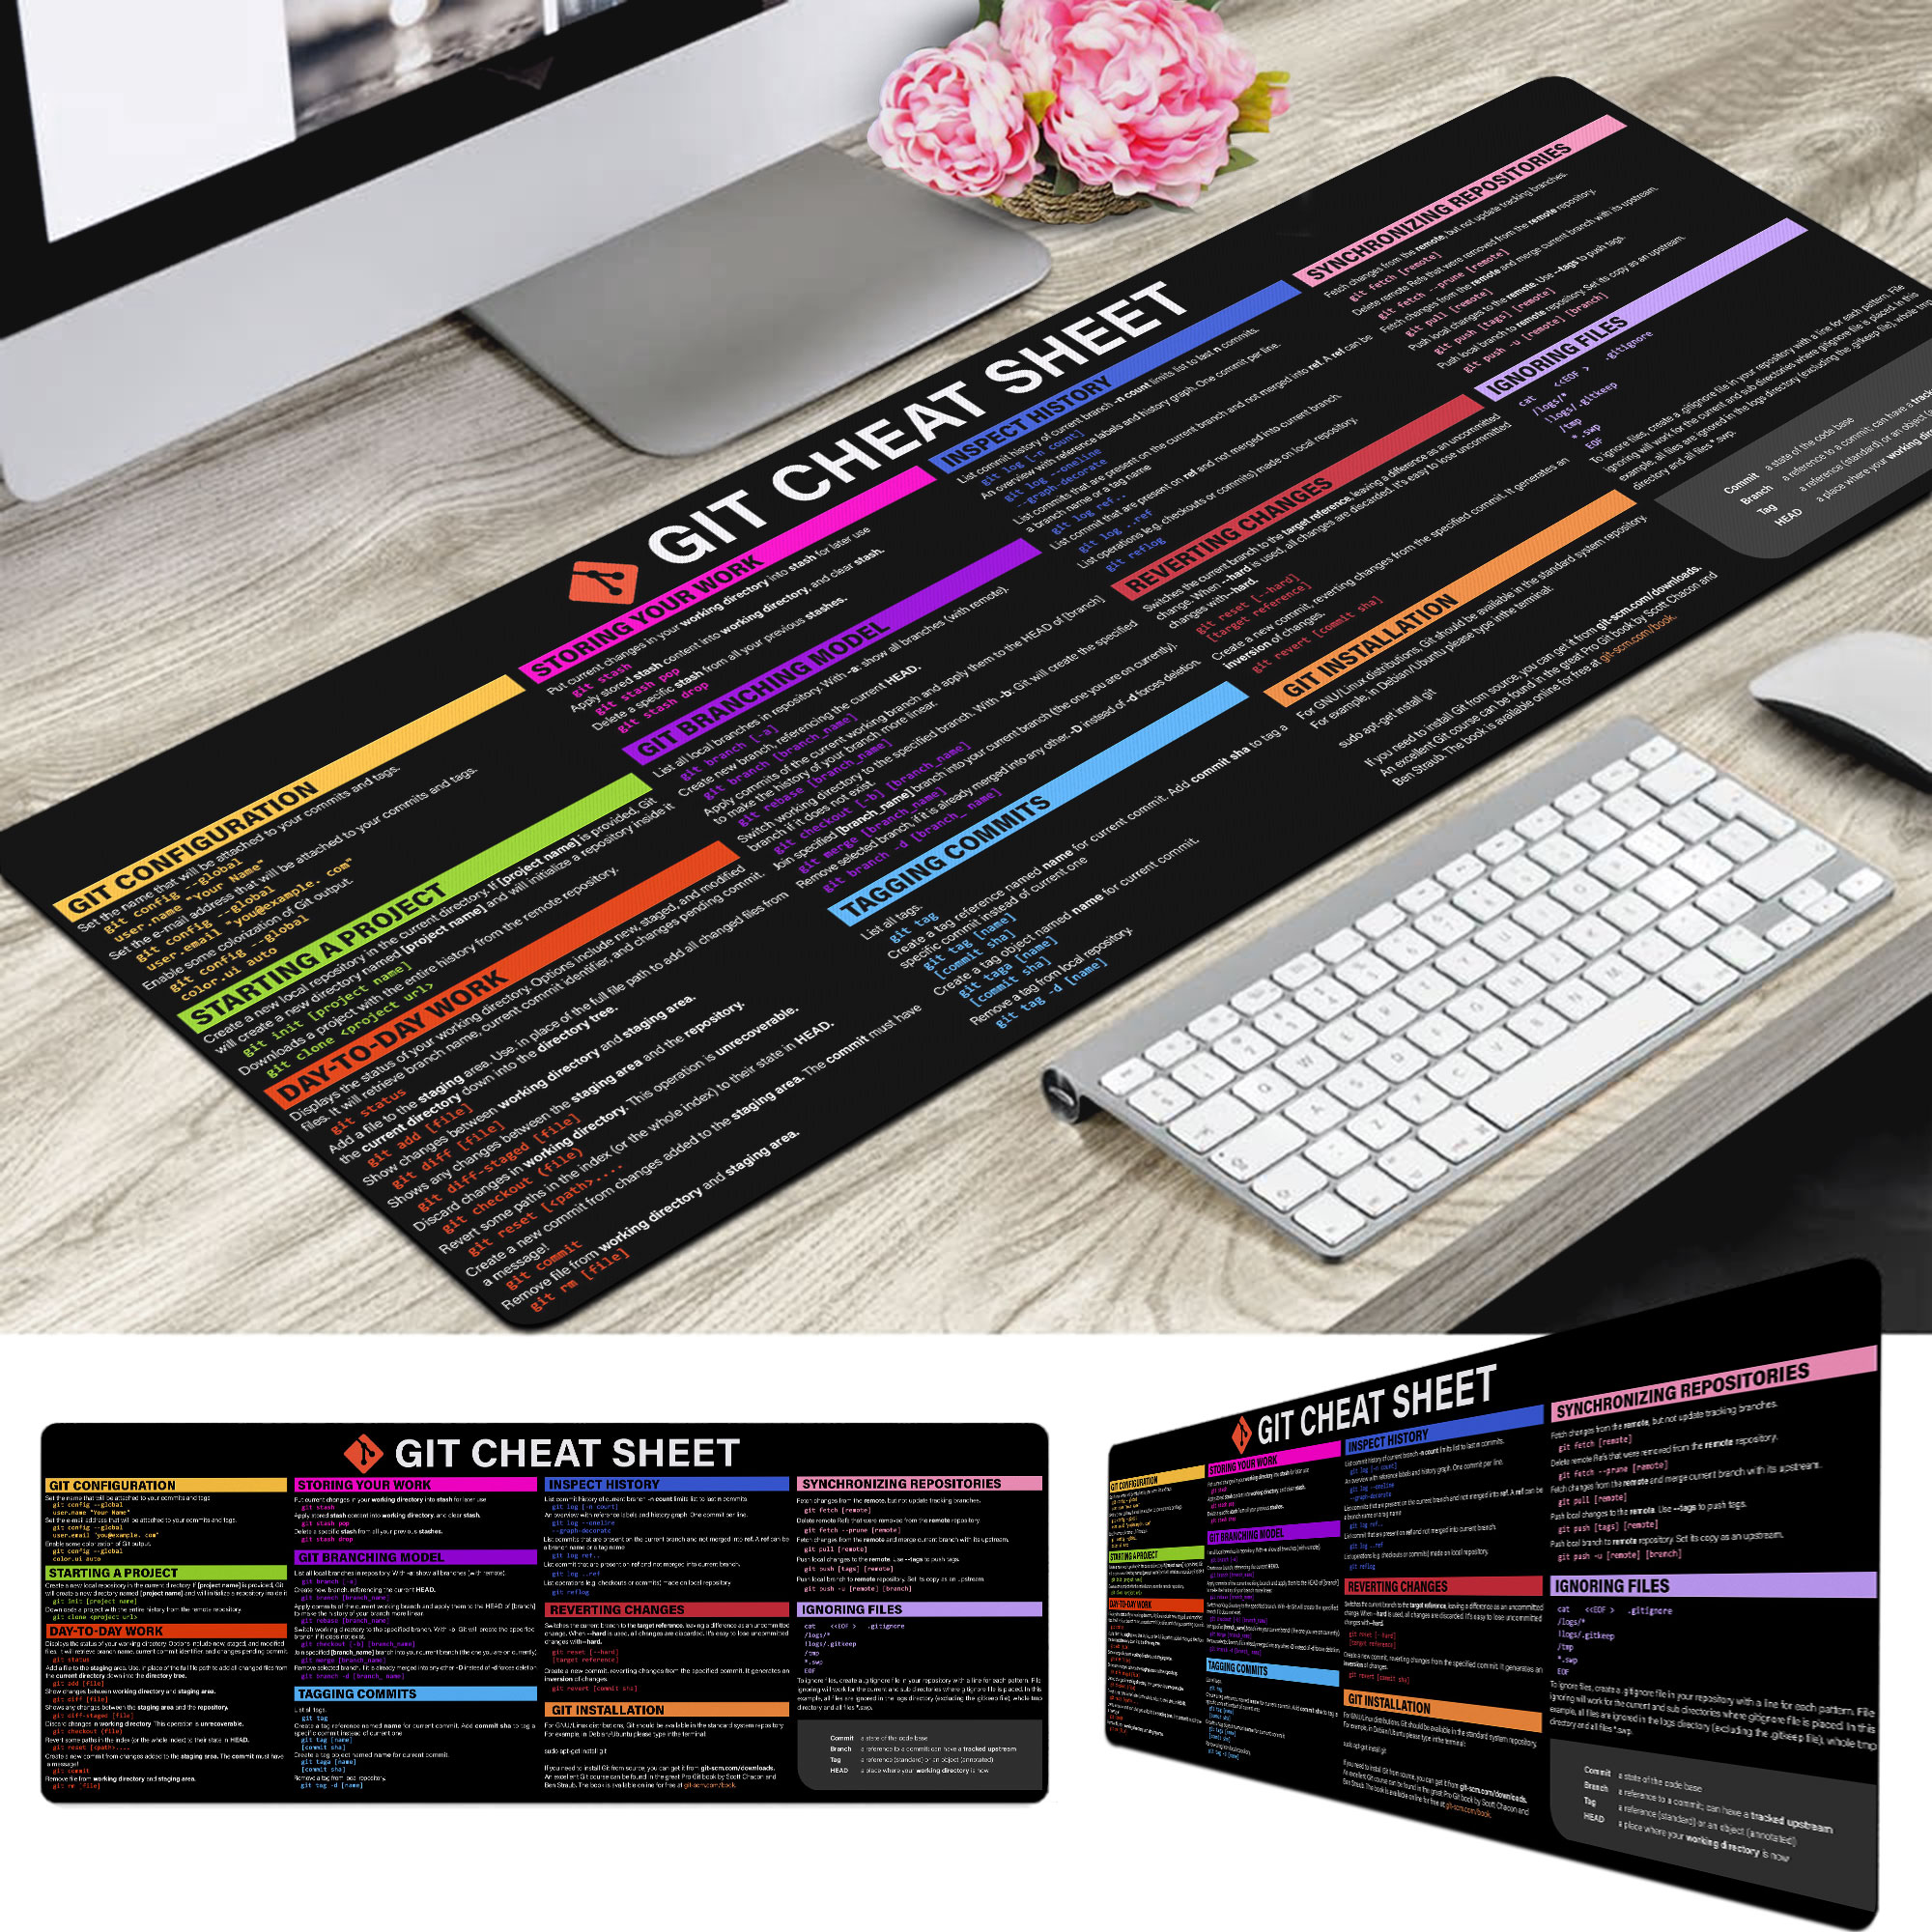 GIT CHEAT SHEET
GIT CONFIGURATION
Set the name that will be attached to your commits and tags.
git config --global
user.name "Your Name"
Set the e-mail address that will be attached to your commits and tags.
git config --global
user.email "you@example. com"
Enable some colorization of Git output.
git config --global
color.ui auto
STARTING A PROJECT
Create a new local repository in the current directory. If [project name] is provided, Git
will create a new directory named [project name] and will initialize a repository inside it
git init [project name]
Downloads a project with the entire history from the remote repository.
git clone <project url>
DAY-TO-DAY WORK
Displays the status of your working directory. Options include new, staged, and modified
files. It will retrieve branch name, current commit identifier, and changes pending commit.
git status
Add a file to the staging area. Use, in place of the full file path to add all changed files from
the current directory down into the directory tree.
git add [file]
Show changes between working directory and staging area.
git diff [file]
Shows any changes between the staging area and the repository.
git diff-staged [file]
Discard changes in working directory. This operation is unrecoverable.
git checkout (file)
Revert some paths in the index (or the whole index) to their state in HEAD.
git reset [<path>....
Create a new commit from changes added to the staging area. The commit must have
a message!
git commit
Remove file from working directory and staging area.
git rm [file]
STORING YOUR WORK
Put current changes in your working directory into stash for later use
git stash
Apply stored stash content into working directory, and clear stash.
git stash pop
Delete a specific stash from all your previous stashes.
git stash drop
GIT BRANCHING MODEL
List all local branches in repository. With -a: show all branches (with remote).
git branch [-a]
Create new branch, referencing the current HEAD.
git branch [branch_name]
Apply commits of the current working branch and apply them to the HEAD of [branch]
to make the history of your branch more linear.
git rebase [branch_name]
Switch working directory to the specified branch. With -b: Git will create the specified
branch if it does not exist.
git checkout [-b] [branch_name]
Join specified [branch_name] branch into your current branch (the one you are on currently).
git merge [branch_name]
Remove selected branch, if it is already merged into any other. -D instead of -d forces deletion.
git branch -d [branch_ name]
TAGGING COMMITS
List all tags.
git tag
Create a tag reference named name for current commit. Add commit sha to tag a
specific commit instead of current one
git tag [name]
[commit sha]
Create a tag object named name for current commit.
git taga [name]
[commit sha]
Remove a tag from local repository.
git tag -d [name]
INSPECT HISTORY
List commit history of current branch -n count limits list to last n commits.
git log [-n count]
An overview with reference labels and history graph. One commit per line.
git log --oneline
--graph-decorate
List commits that are present on the current branch and not merged into ref. A ref can be
a branch name or a tag name
git log ref..
List commit that are present on ref and not merged into current branch.
git log ..ref
List operations (e.g. checkouts or commits) made on local repository.
git reflog
REVERTING CHANGES
Switches the current branch to the target reference, leaving a difference as an uncommitted
change. When --hard is used, all changes are discarded. It's easy to lose uncommitted
changes with--hard.
git reset [--hard]
[target reference]
Create a new commit, reverting changes from the specified commit. It generates an
inversion of changes.
git revert [commit sha]
GIT INSTALLATION
For GNU/Linux distributions, Git should be available in the standard system repository.
For example, in Debian/Ubuntu please type in the terminal:
sudo apt-get install git
If you need to install Git from source, you can get it from git-scm.com/downloads.
An excellent Git course can be found in the great Pro Git book by Scott Chacon and
Ben Straub. The book is available online for free at git-scm.com/book.
SYNCHRONIZING REPOSITORIES
Fetch changes from the remote, but not update tracking branches.
git fetch [remote]
Delete remote Refs that were removed from the remote repository.
git fetch --prune [remote]
Fetch changes from the remote and merge current branch with its upstream.
git pull [remote]
Push local changes to the remote. Use --tags to push tags.
git push [tags] [remote]
Push local branch to remote repository. Set its copy as an upstream.
git push -u [remote] [branch]
IGNORING FILES
cat <<EOF > .gitignore
/logs/*
!logs/.gitkeep
/tmp
*.swp
EOF
To ignore files, create a .gitignore file in your repository with a line for each pattern. File
ignoring will work for the current and sub directories where gitignore file is placed. In this
example, all files are ignored in the logs directory (excluding the .gitkeep file), whole tmp
directory and all files *.swp.
Commit a state of the code base
Branch a reference to a commit; can have a tracked upstream
Tag a reference (standard) or an object (annotated)
HEAD a place where your working directory is now